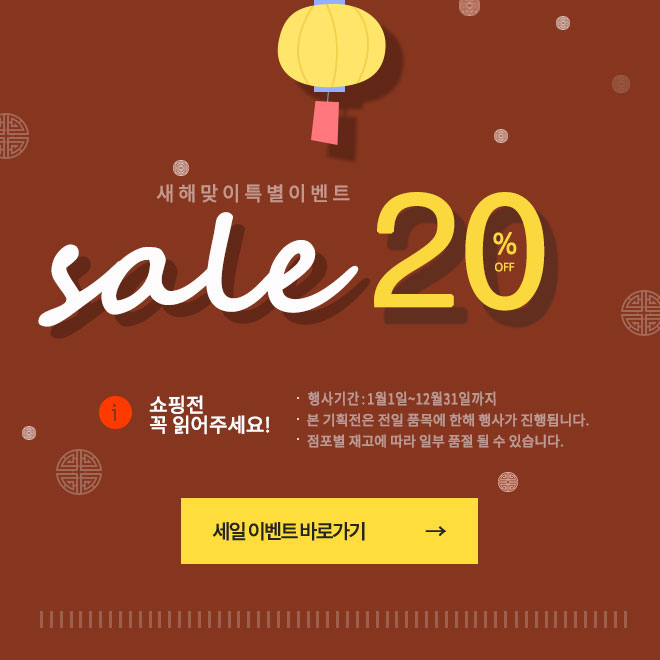 새해맞이특별이벤트
sale 20
%
OFF
i
쇼핑전
꼭 읽어주세요!
· 행사기간 : 1월1일~12월31일까지
· 본 기획전은 전일 품목에 한해 행사가 진행됩니다.
· 점포별 재고에 따라 일부 품절 될 수 있습니다.
세일 이벤트 바로가기 →